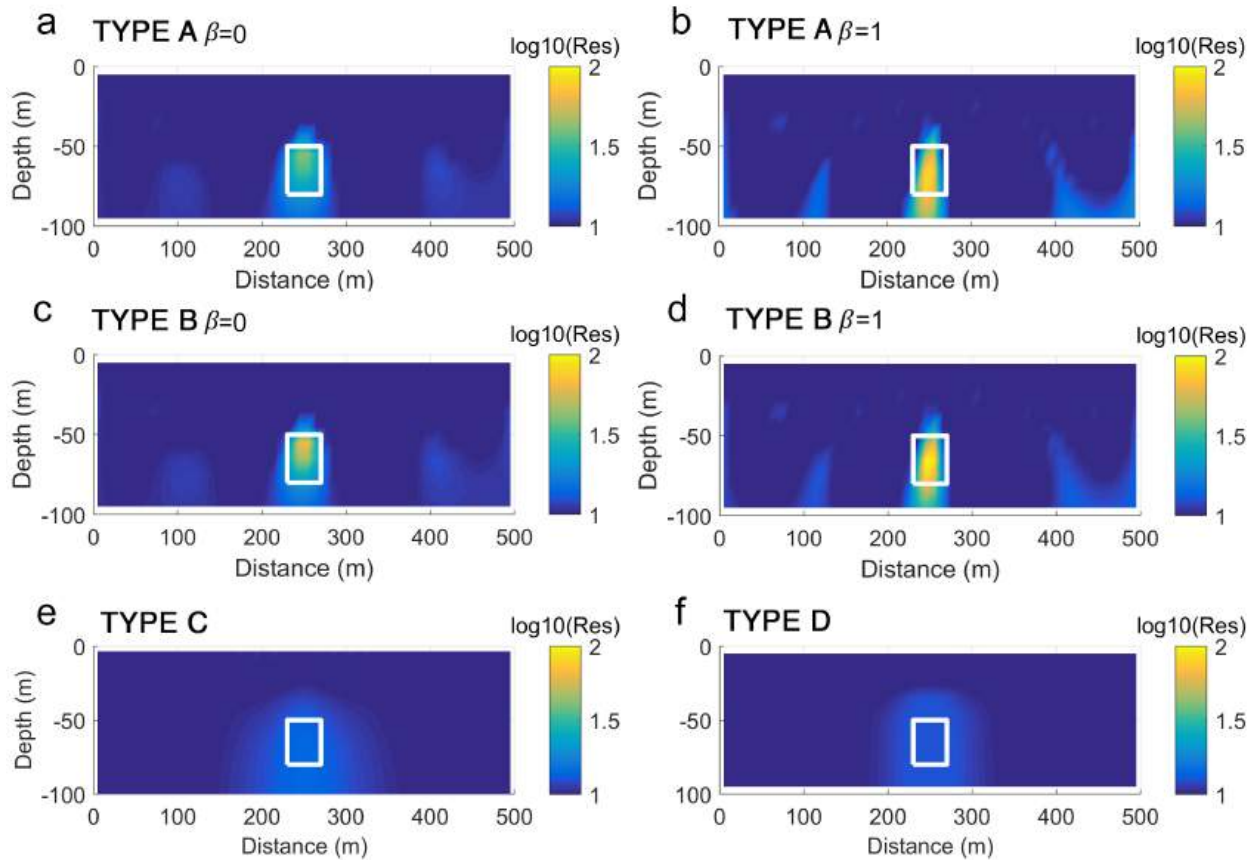 a TYPE A β=0
log10(Res)
0
-50
-100
Depth (m)
0 100 200 300 400 500
Distance (m)
2
1.5
1
b TYPE A β=1
log10(Res)
0
-50
-100
Depth (m)
0 100 200 300 400 500
Distance (m)
2
1.5
1
c TYPE B β=0
log10(Res)
0
-50
-100
Depth (m)
0 100 200 300 400 500
Distance (m)
2
1.5
1
d TYPE B β=1
log10(Res)
0
-50
-100
Depth (m)
0 100 200 300 400 500
Distance (m)
2
1.5
1
e TYPE C
log10(Res)
0
-50
-100
Depth (m)
0 100 200 300 400 500
Distance (m)
2
1.5
1
f TYPE D
log10(Res)
0
-50
100
Depth (m)
0 100 200 300 400 500
Distance (m)
2
1.5
1